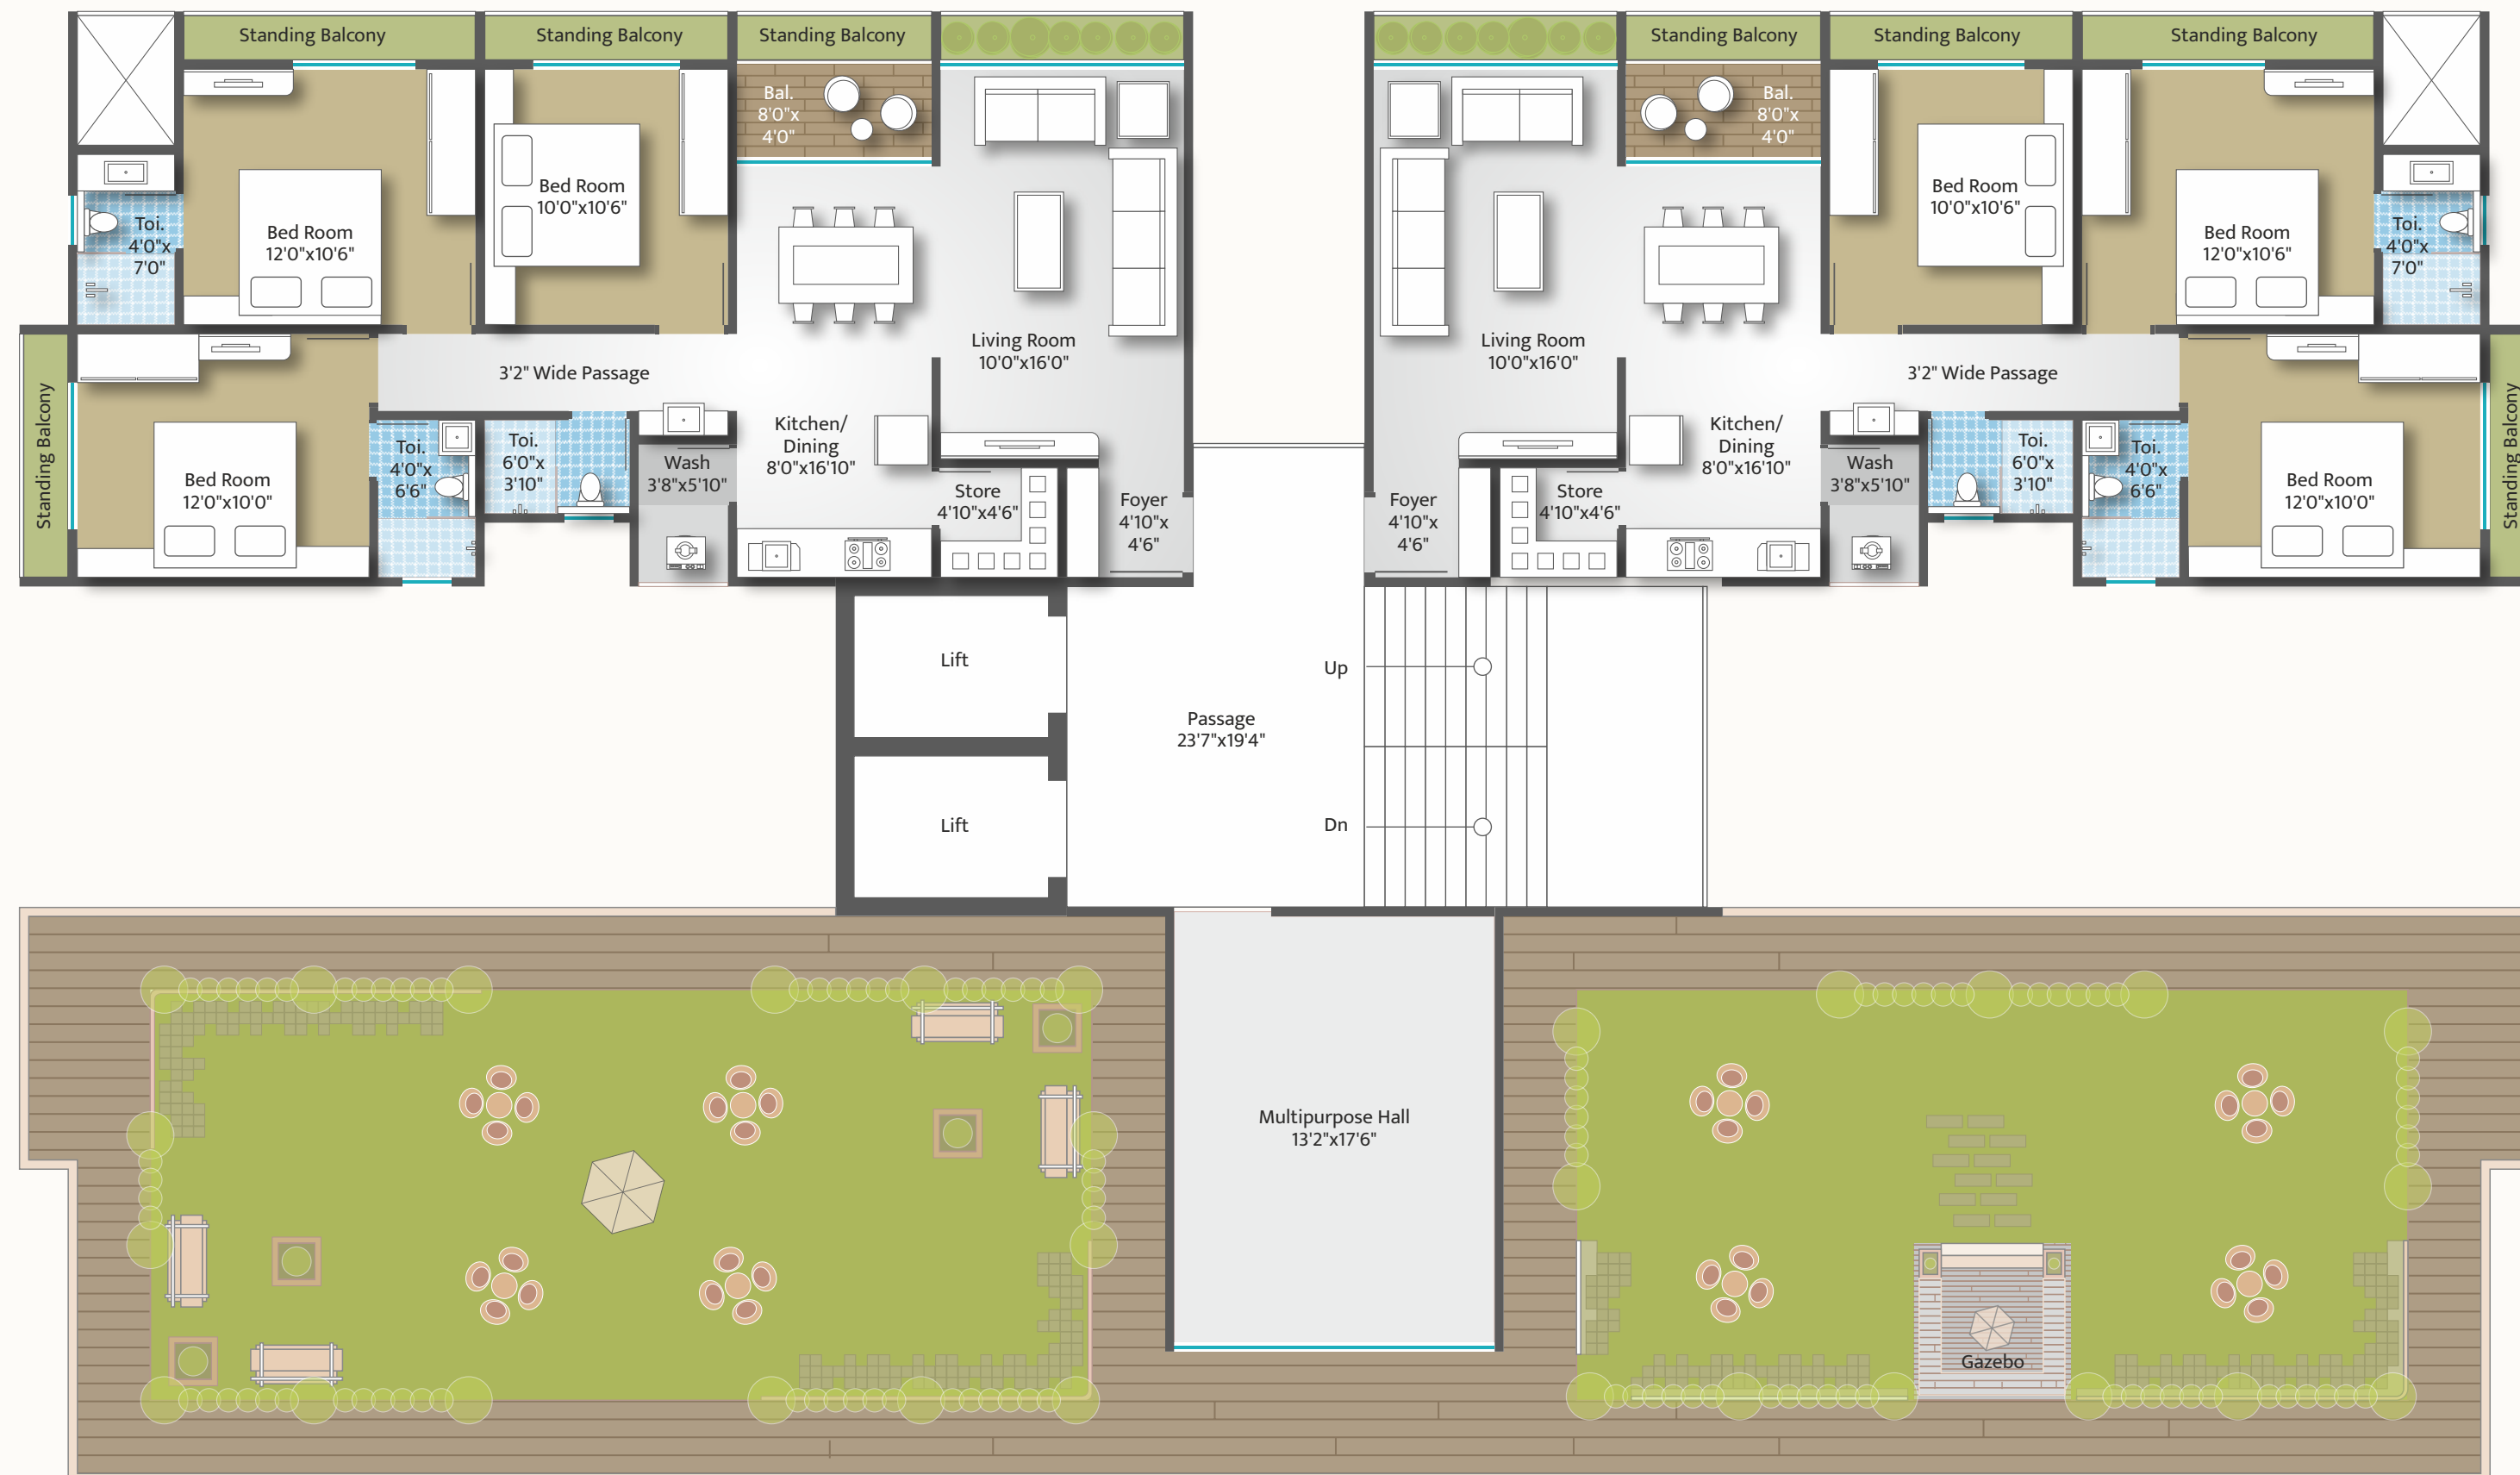 Standing Balcony
Standing Balcony
Standing Balcony
Standing Balcony
Standing Balcony
Standing Balcony
Bal.
8'0"x
4'0"
Bal.
8'0"x
4'0"
Bed Room
10'0"x10'6"
Bed Room
10'0"x10'6"
Toi.
4'0"x
7'0"
Bed Room
12'0"x10'6"
Bed Room
12'0"x10'6"
Toi.
4'0"x
7'0"
Living Room
10'0"x16'0"
Living Room
10'0"x16'0"
3'2" Wide Passage
3'2" Wide Passage
Standing Balcony
Bed Room
12'0"x10'0"
Toi.
4'0"x
6'6"
Toi.
6'0"x
3'10"
Wash
3'8"x5'10"
Kitchen/
Dining
8'0"x16'10"
Store
4'10"x4'6"
Foyer
4'10"x
4'6"
Foyer
4'10"x
4'6"
Store
4'10"x4'6"
Kitchen/
Dining
8'0"x16'10"
Wash
3'8"x5'10"
Toi.
6'0"x
3'10"
Toi.
4'0"x
6'6"
Bed Room
12'0"x10'0"
Standing Balcony
Lift
Up
Passage
23'7"x19'4"
Lift
Dn
Multipurpose Hall
13'2"x17'6"
Gazebo